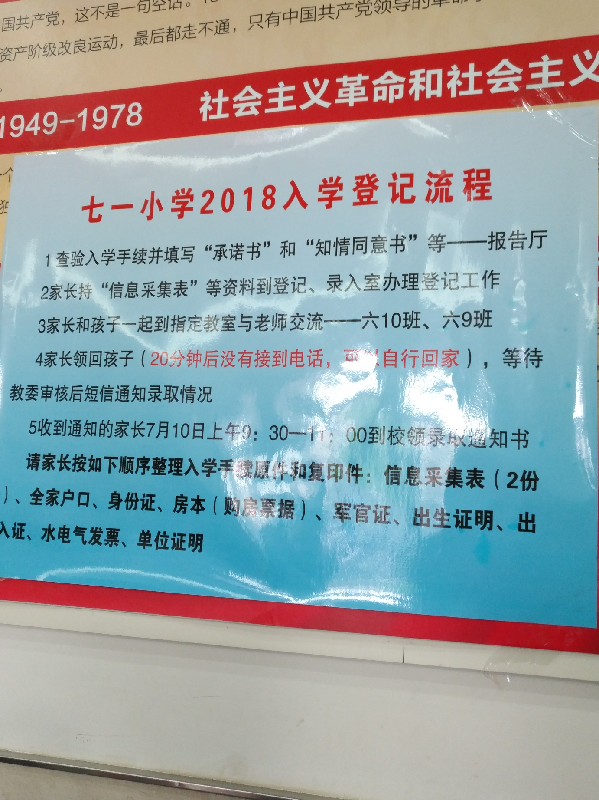 国共产党，这不是一句空话。
资产阶级改良运动，最后都走不通，只有中国共产党领导的革命
1949-1978 社会主义革命和社会主义
七一小学2018入学登记流程
1查验入学手续并填写“承诺书”和“知情同意书”等——报告厅
2家长持“信息采集表”等资料到登记、录入室办理登记工作
3家长和孩子一起到指定教室与老师交流——六10班、六9班
4家长领回孩子（20分钟后没有接到电话，可以自行回家），等待
教委审核后短信通知录取情况
5收到通知的家长7月10日上午9：30—11：00到校领录取通知书
请家长按如下顺序整理入学手续原件和复印件：信息采集表（2份
）、全家户口、身份证、房本（购房票据）、军官证、出生证明、出
入证、水电气发票、单位证明